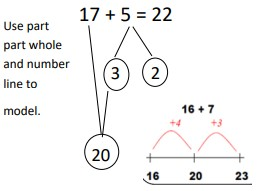 17 + 5 = 22
Use part
part whole
and number
line to
model.
3 2
20
16 + 7
+4 +3
16 20 23